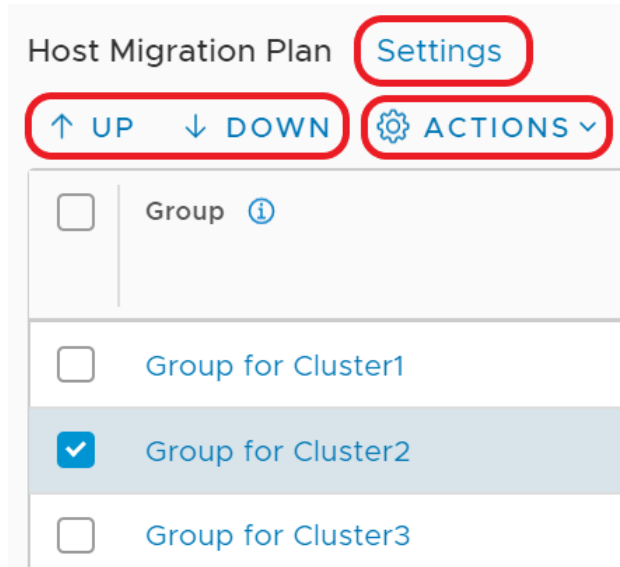 Host Migration Plan Settings
↑ UP ↓ DOWN ACTIONS
Group
Group for Cluster1
Group for Cluster2
Group for Cluster3